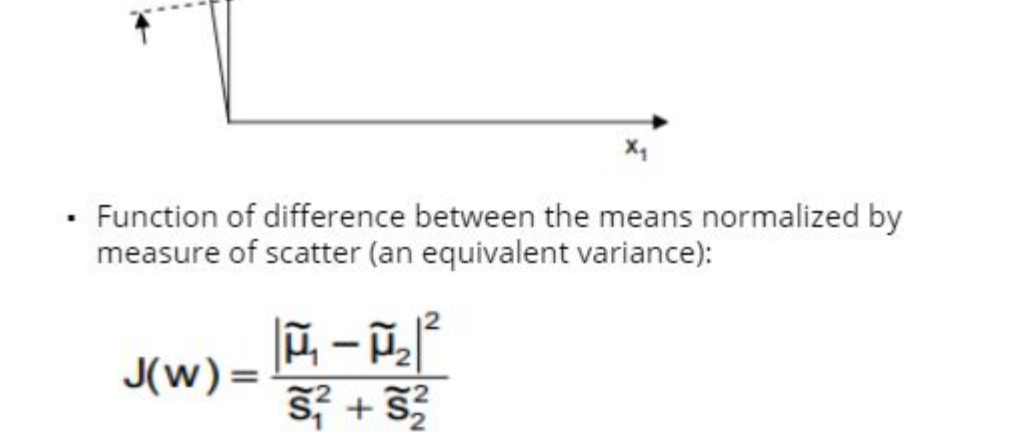 x₁
▪ Function of difference between the means normalized by
measure of scatter (an equivalent variance):
J(w) = |μ̃₁ − μ̃₂|² / s̃₁² + s̃₂²